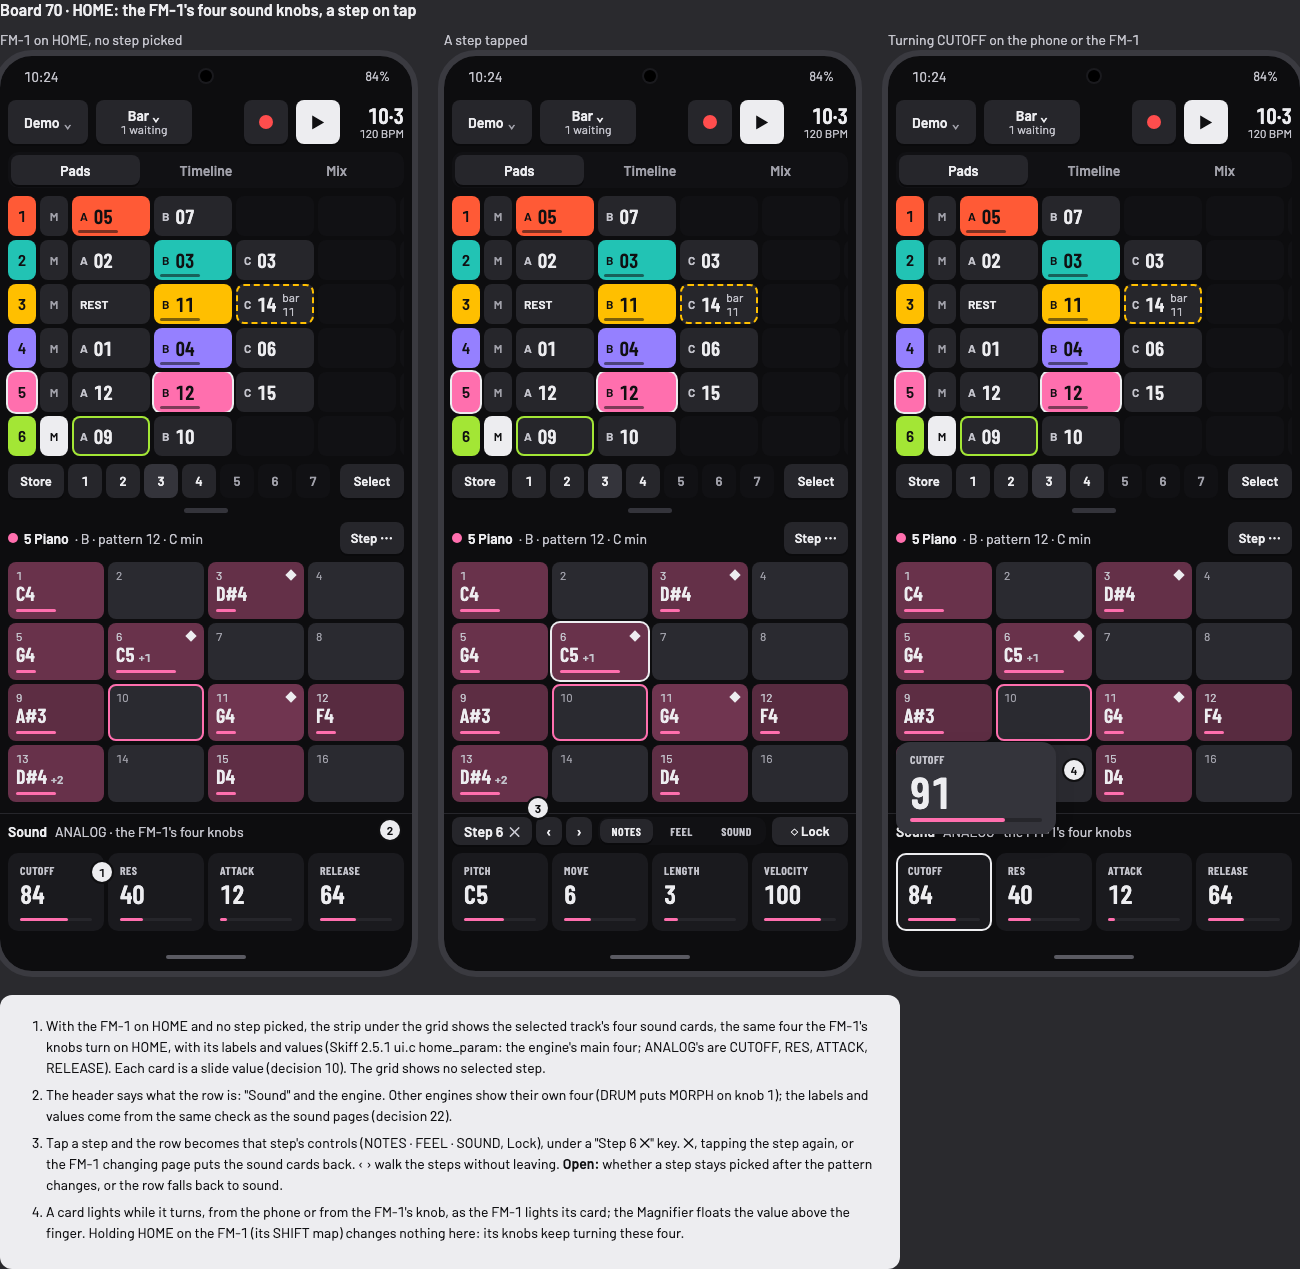 Board 70 · HOME: the FM-1's four sound knobs, a step on tap
FM-1 on HOME, no step picked
10:24
84%
Demo
Bar
1 waiting
10·3
120 BPM
Pads
Timeline
Mix
1 M A 05 B 07
2 M A 02 B 03 C 03
3 M REST B 11 C 14 bar 11
4 M A 01 B 04 C 06
5 M A 12 B 12 C 15
6 M A 09 B 10
Store 1 2 3 4 5 6 7 Select
5 Piano · B · pattern 12 · C min
Step ···
1 C4
2
3 D#4
4
5 G4
6 C5 +1
7
8
9 A#3
10
11 G4
12 F4
13 D#4 +2
14
15 D4
16
Sound ANALOG · the FM-1's four knobs
2
CUTOFF 84
1
RES 40
ATTACK 12
RELEASE 64
A step tapped
10:24
84%
Demo
Bar
1 waiting
10·3
120 BPM
Pads
Timeline
Mix
1 M A 05 B 07
2 M A 02 B 03 C 03
3 M REST B 11 C 14 bar 11
4 M A 01 B 04 C 06
5 M A 12 B 12 C 15
6 M A 09 B 10
Store 1 2 3 4 5 6 7 Select
5 Piano · B · pattern 12 · C min
Step ···
1 C4
2
3 D#4
4
5 G4
6 C5 +1
7
8
9 A#3
10
11 G4
12 F4
13 D#4 +2
14
15 D4
16
3
Step 6 ✕ ‹ › NOTES FEEL SOUND ◇ Lock
PITCH C5
MOVE 6
LENGTH 3
VELOCITY 100
Turning CUTOFF on the phone or the FM-1
10:24
84%
Demo
Bar
1 waiting
10·3
120 BPM
Pads
Timeline
Mix
1 M A 05 B 07
2 M A 02 B 03 C 03
3 M REST B 11 C 14 bar 11
4 M A 01 B 04 C 06
5 M A 12 B 12 C 15
6 M A 09 B 10
Store 1 2 3 4 5 6 7 Select
5 Piano · B · pattern 12 · C min
Step ···
1 C4
2
3 D#4
4
5 G4
6 C5 +1
7
8
9 A#3
10
11 G4
12 F4
CUTOFF
91
4
15 D4
16
Sound ANALOG · the FM-1's four knobs
CUTOFF 84
RES 40
ATTACK 12
RELEASE 64
1. With the FM-1 on HOME and no step picked, the strip under the grid shows the selected track's four sound cards, the same four the FM-1's
knobs turn on HOME, with its labels and values (Skiff 2.5.1 ui.c home_param: the engine's main four; ANALOG's are CUTOFF, RES, ATTACK,
RELEASE). Each card is a slide value (decision 10). The grid shows no selected step.
2. The header says what the row is: "Sound" and the engine. Other engines show their own four (DRUM puts MORPH on knob 1); the labels and
values come from the same check as the sound pages (decision 22).
3. Tap a step and the row becomes that step's controls (NOTES · FEEL · SOUND, Lock), under a "Step 6 ✕" key. ✕, tapping the step again, or
the FM-1 changing page puts the sound cards back. ‹ › walk the steps without leaving. Open: whether a step stays picked after the pattern
changes, or the row falls back to sound.
4. A card lights while it turns, from the phone or from the FM-1's knob, as the FM-1 lights its card; the Magnifier floats the value above the
finger. Holding HOME on the FM-1 (its SHIFT map) changes nothing here: its knobs keep turning these four.